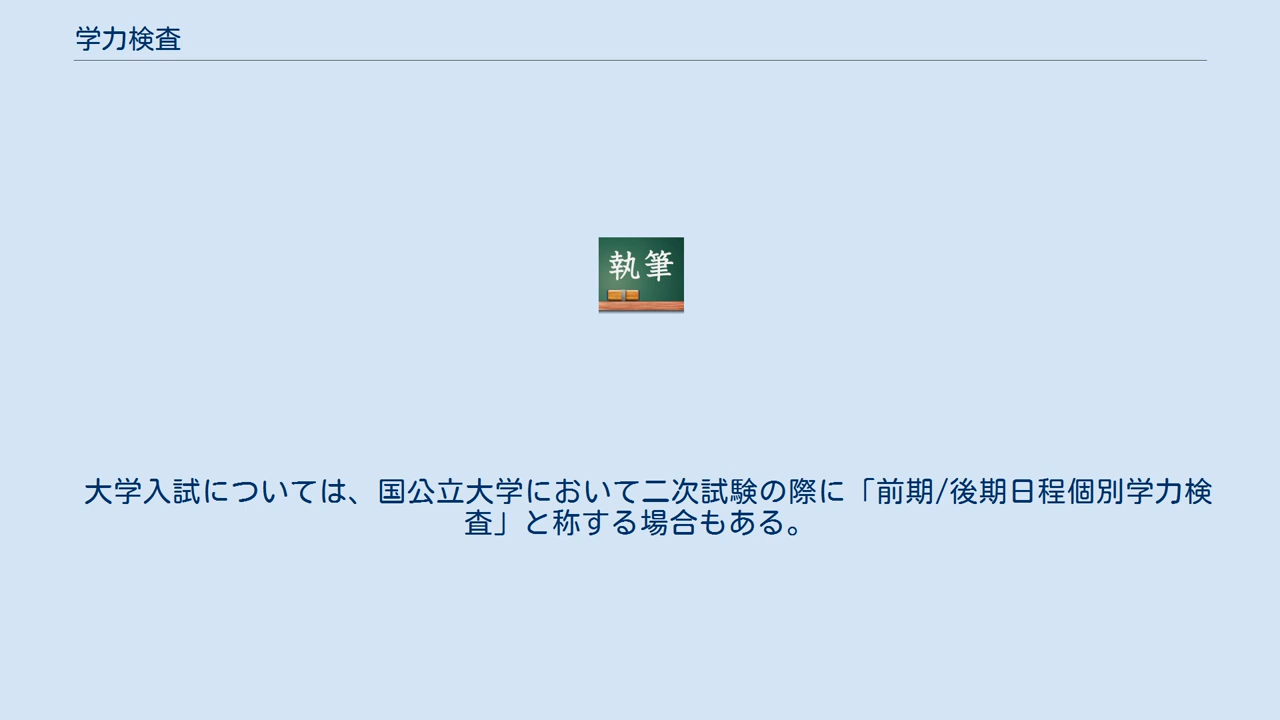 学力検査
執筆
大学入試については、国公立大学において二次試験の際に「前期/後期日程個別学力検
査」と称する場合もある。